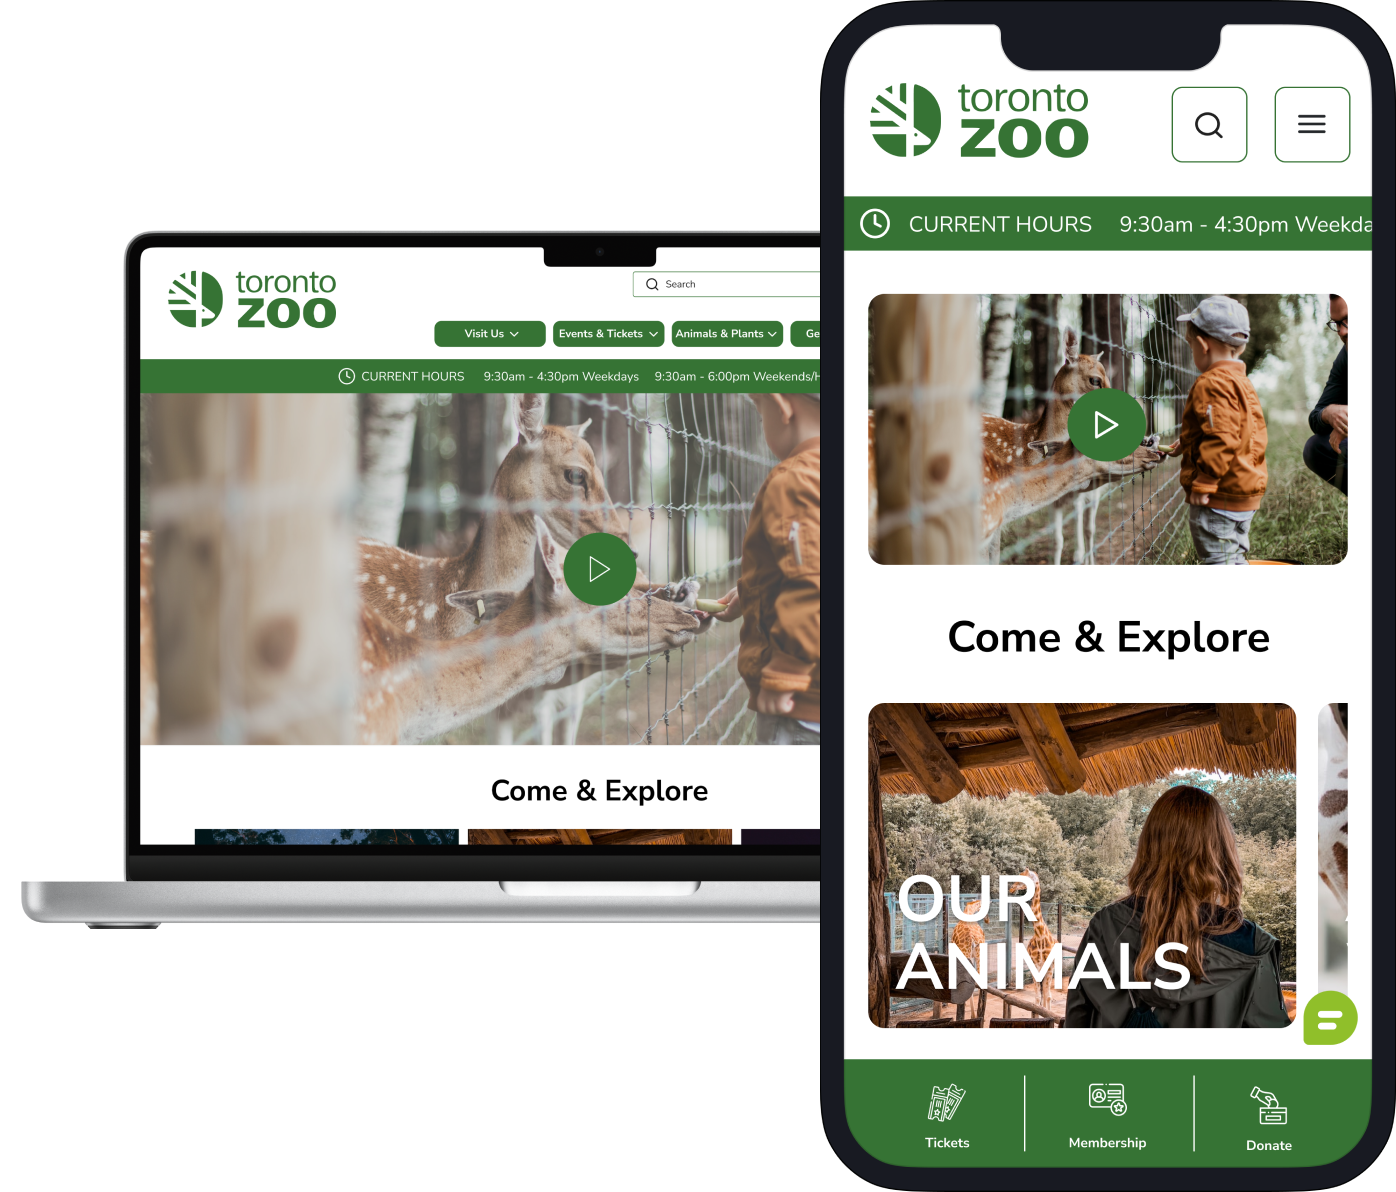 toronto
zoo
Search
Visit Us
Events & Tickets
Animals & Plants
CURRENT HOURS 9:30am - 4:30pm Weekdays 9:30am - 6:00pm Weekends/
Come & Explore
toronto
zoo
CURRENT HOURS 9:30am - 4:30pm Weekda
Come & Explore
OUR
ANIMALS
Tickets
Membership
Donate